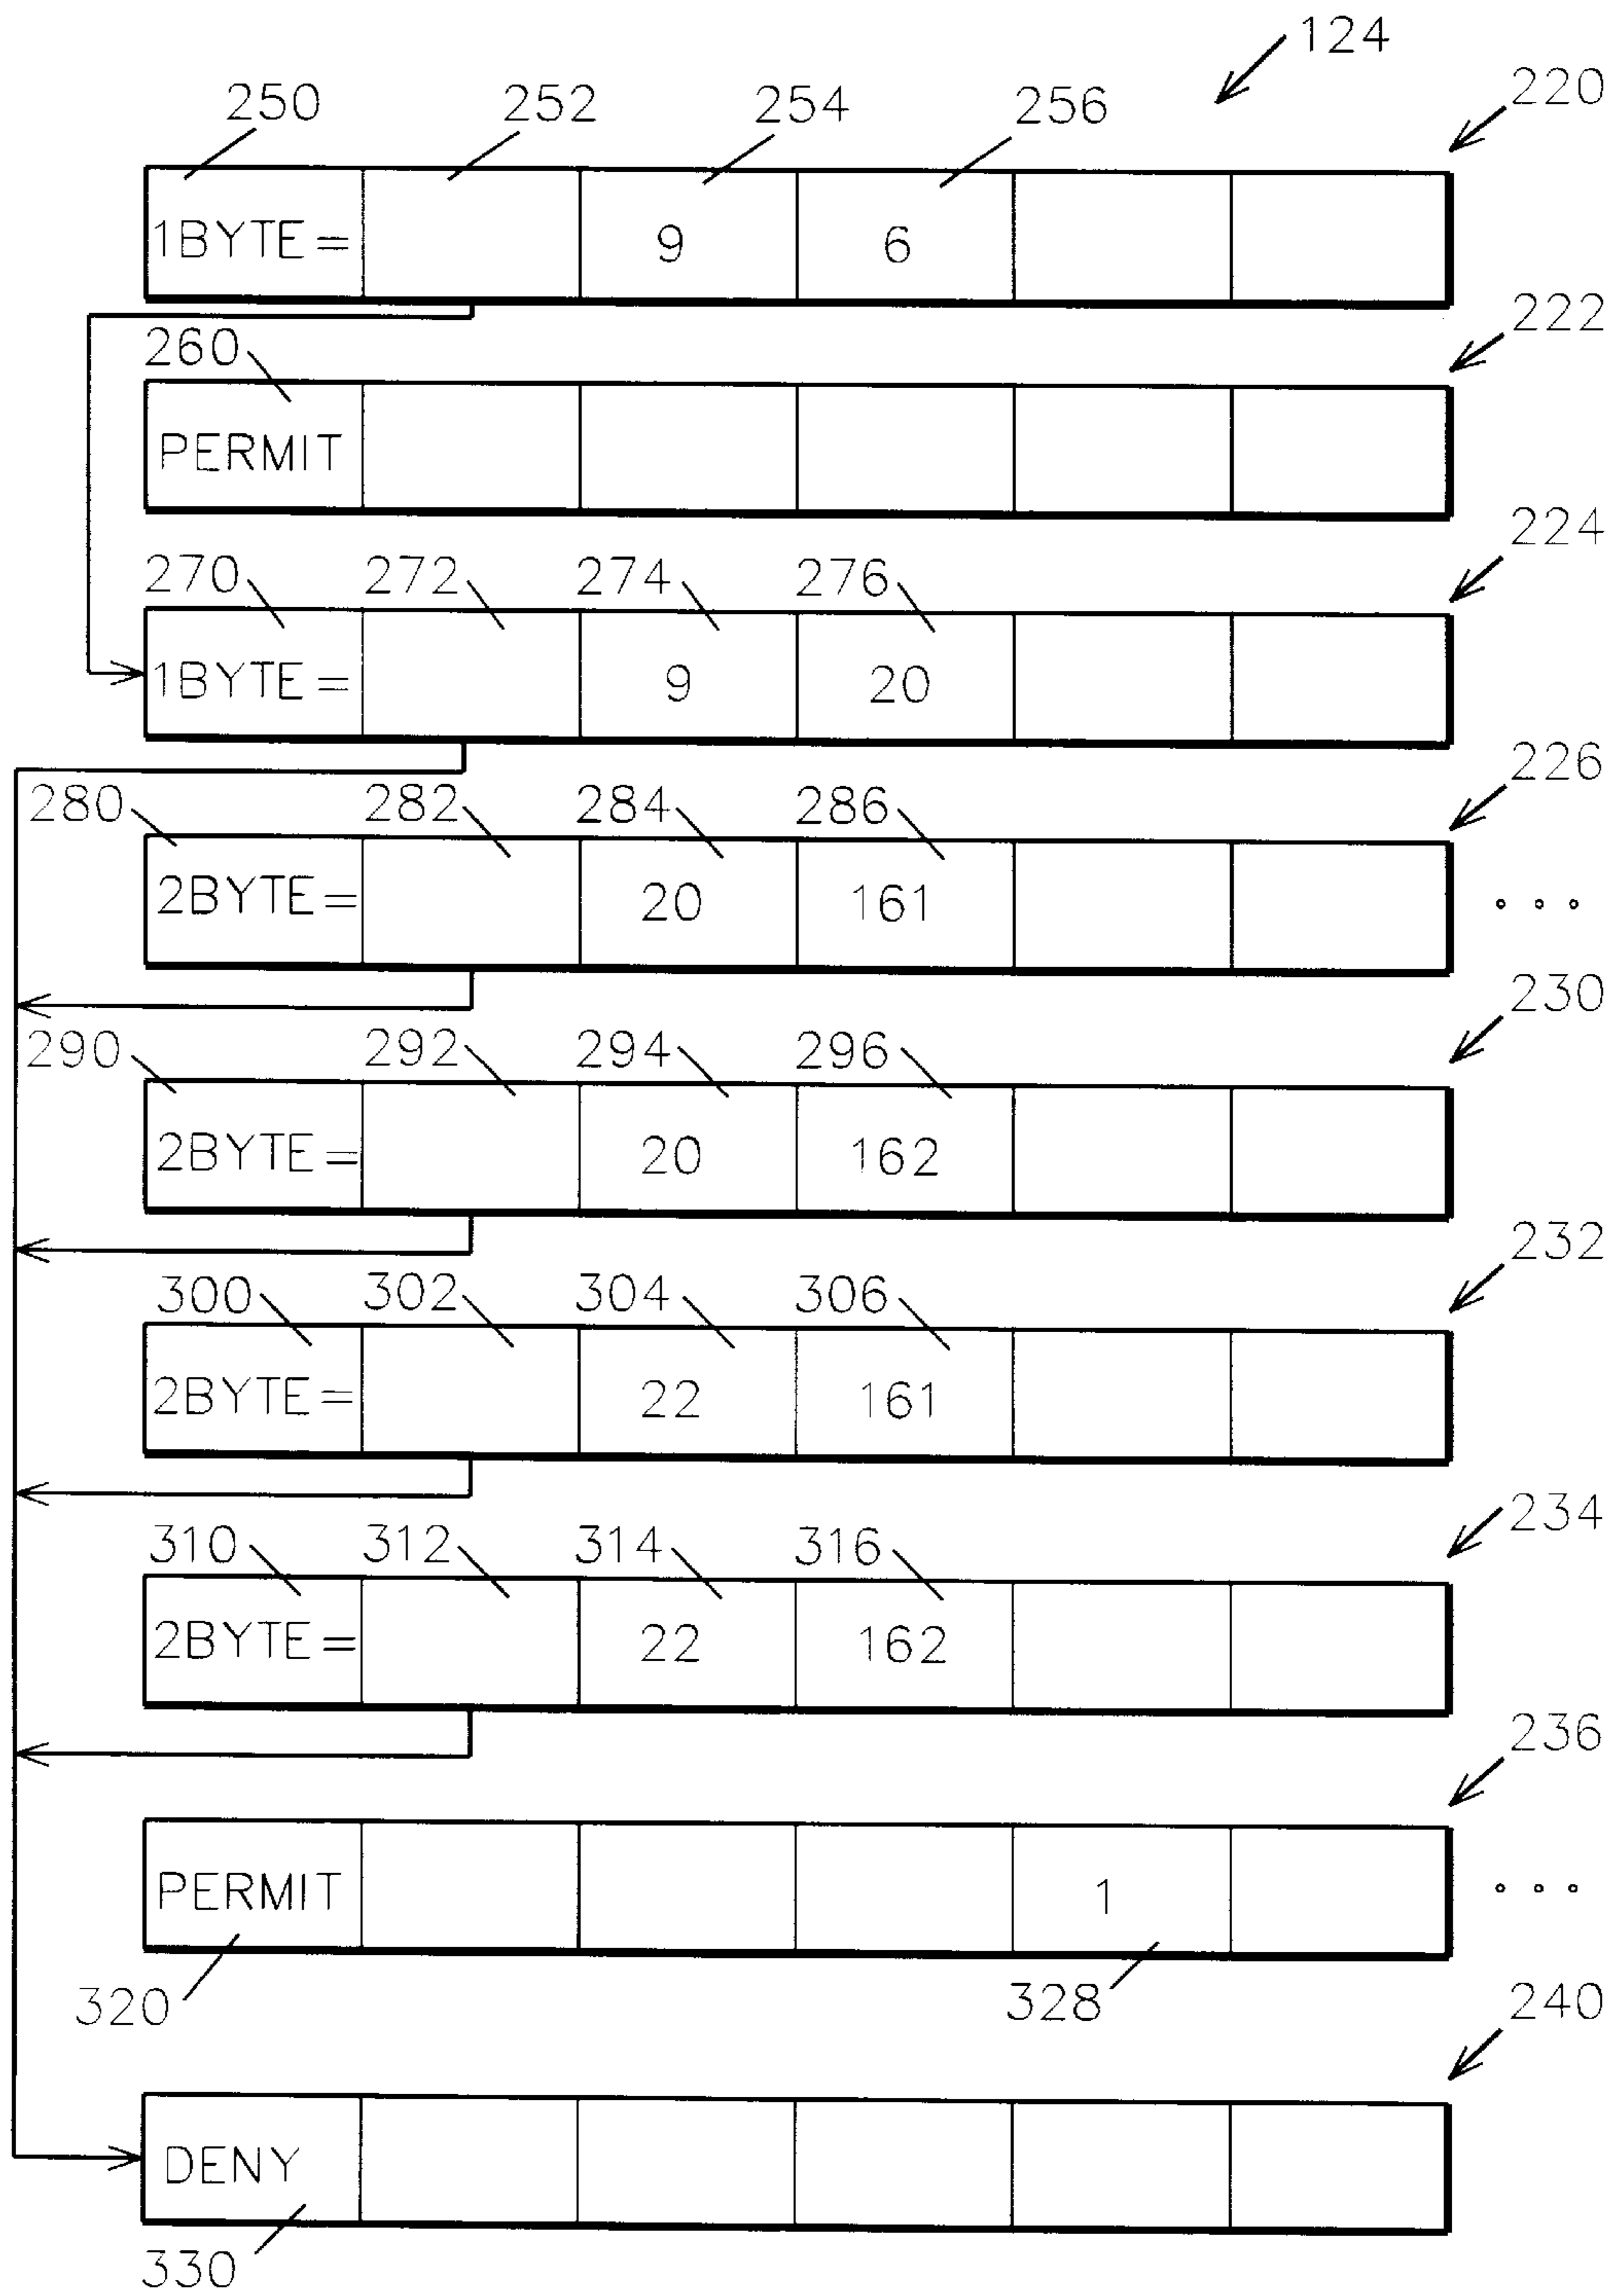 124
220
250 252 254 256
1BYTE= 9 6
222
260
PERMIT
224
270 272 274 276
1BYTE= 9 20
226
280 282 284 286
2BYTE= 20 161 ...
230
290 292 294 296
2BYTE= 20 162
232
300 302 304 306
2BYTE= 22 161
234
310 312 314 316
2BYTE= 22 162
236
PERMIT 1 ...
320 328
240
DENY
330